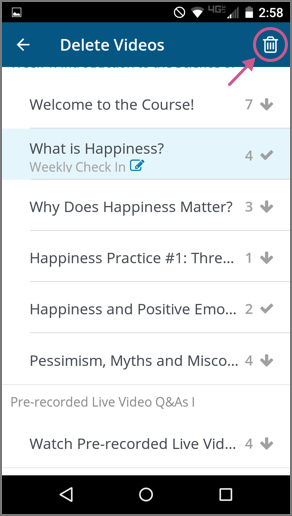 4G 2:58
Delete Videos
Welcome to the Course! 7
What is Happiness? 4
Weekly Check In
Why Does Happiness Matter? 3
Happiness Practice #1: Thre... 1
Happiness and Positive Emo... 2
Pessimism, Myths and Misco... 4
Pre-recorded Live Video Q&As I
Watch Pre-recorded Live Vid... 4